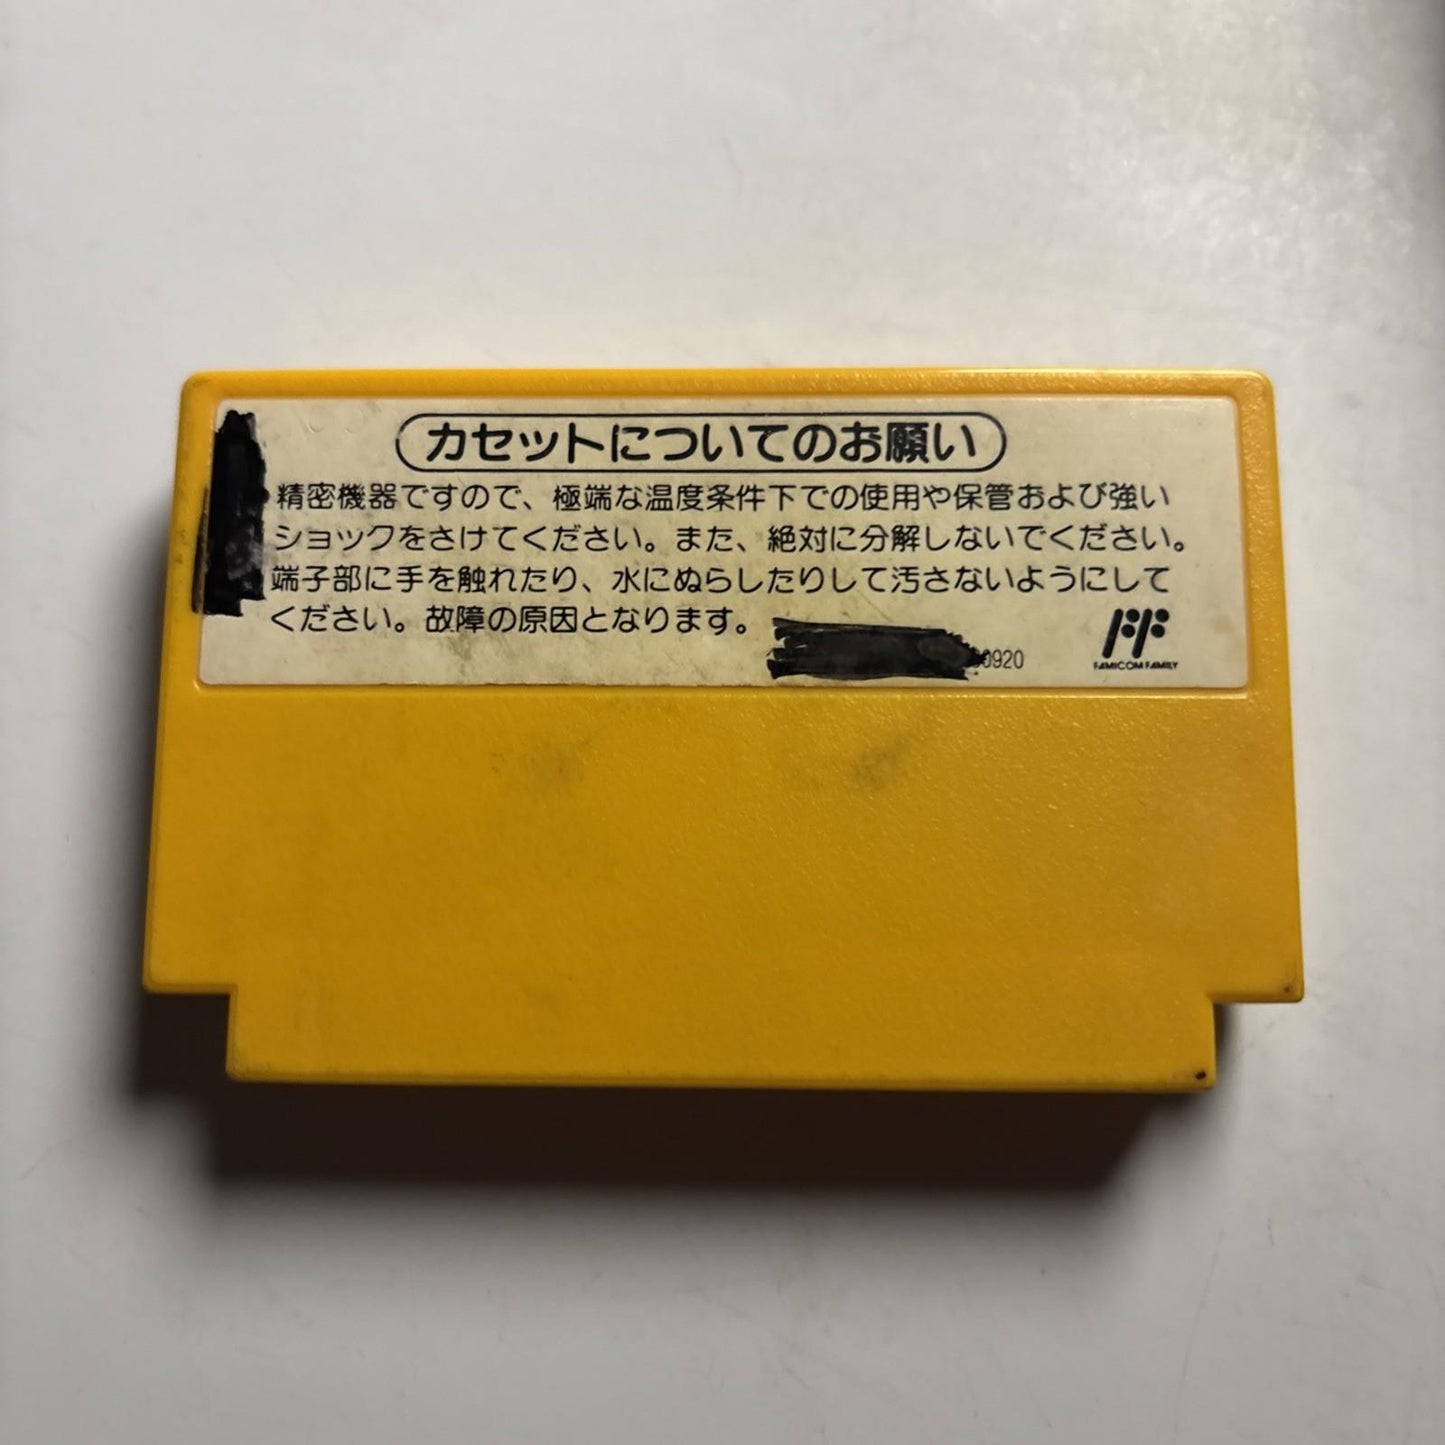 カセットについてのお願い
精密機器ですので、極端な温度条件下での使用や保管および強い
ショックをさけてください。また、絶対に分解しないでください。
端子部に手を触れたり、水にぬらしたりして汚さないようにして
ください。故障の原因となります。
0920
FAMICOM FAMILY